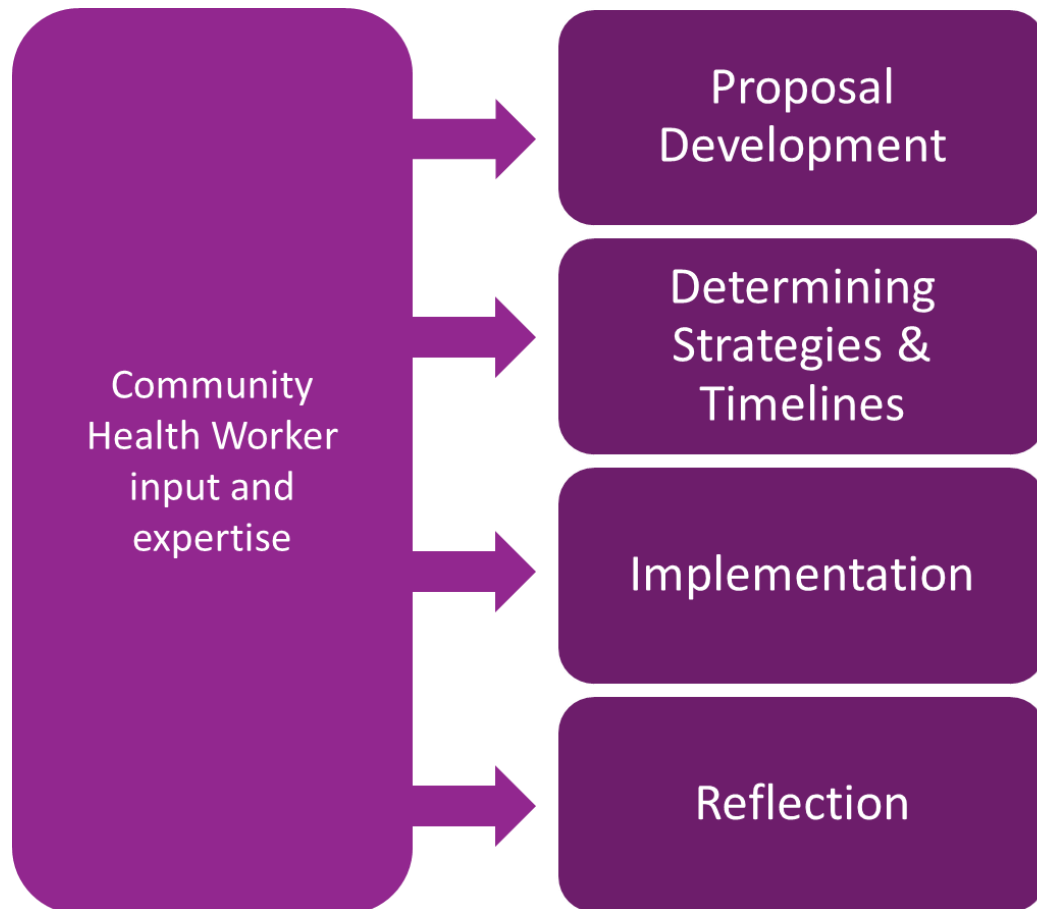 Community
Health Worker
input and
expertise
Proposal
Development
Determining
Strategies &
Timelines
Implementation
Reflection